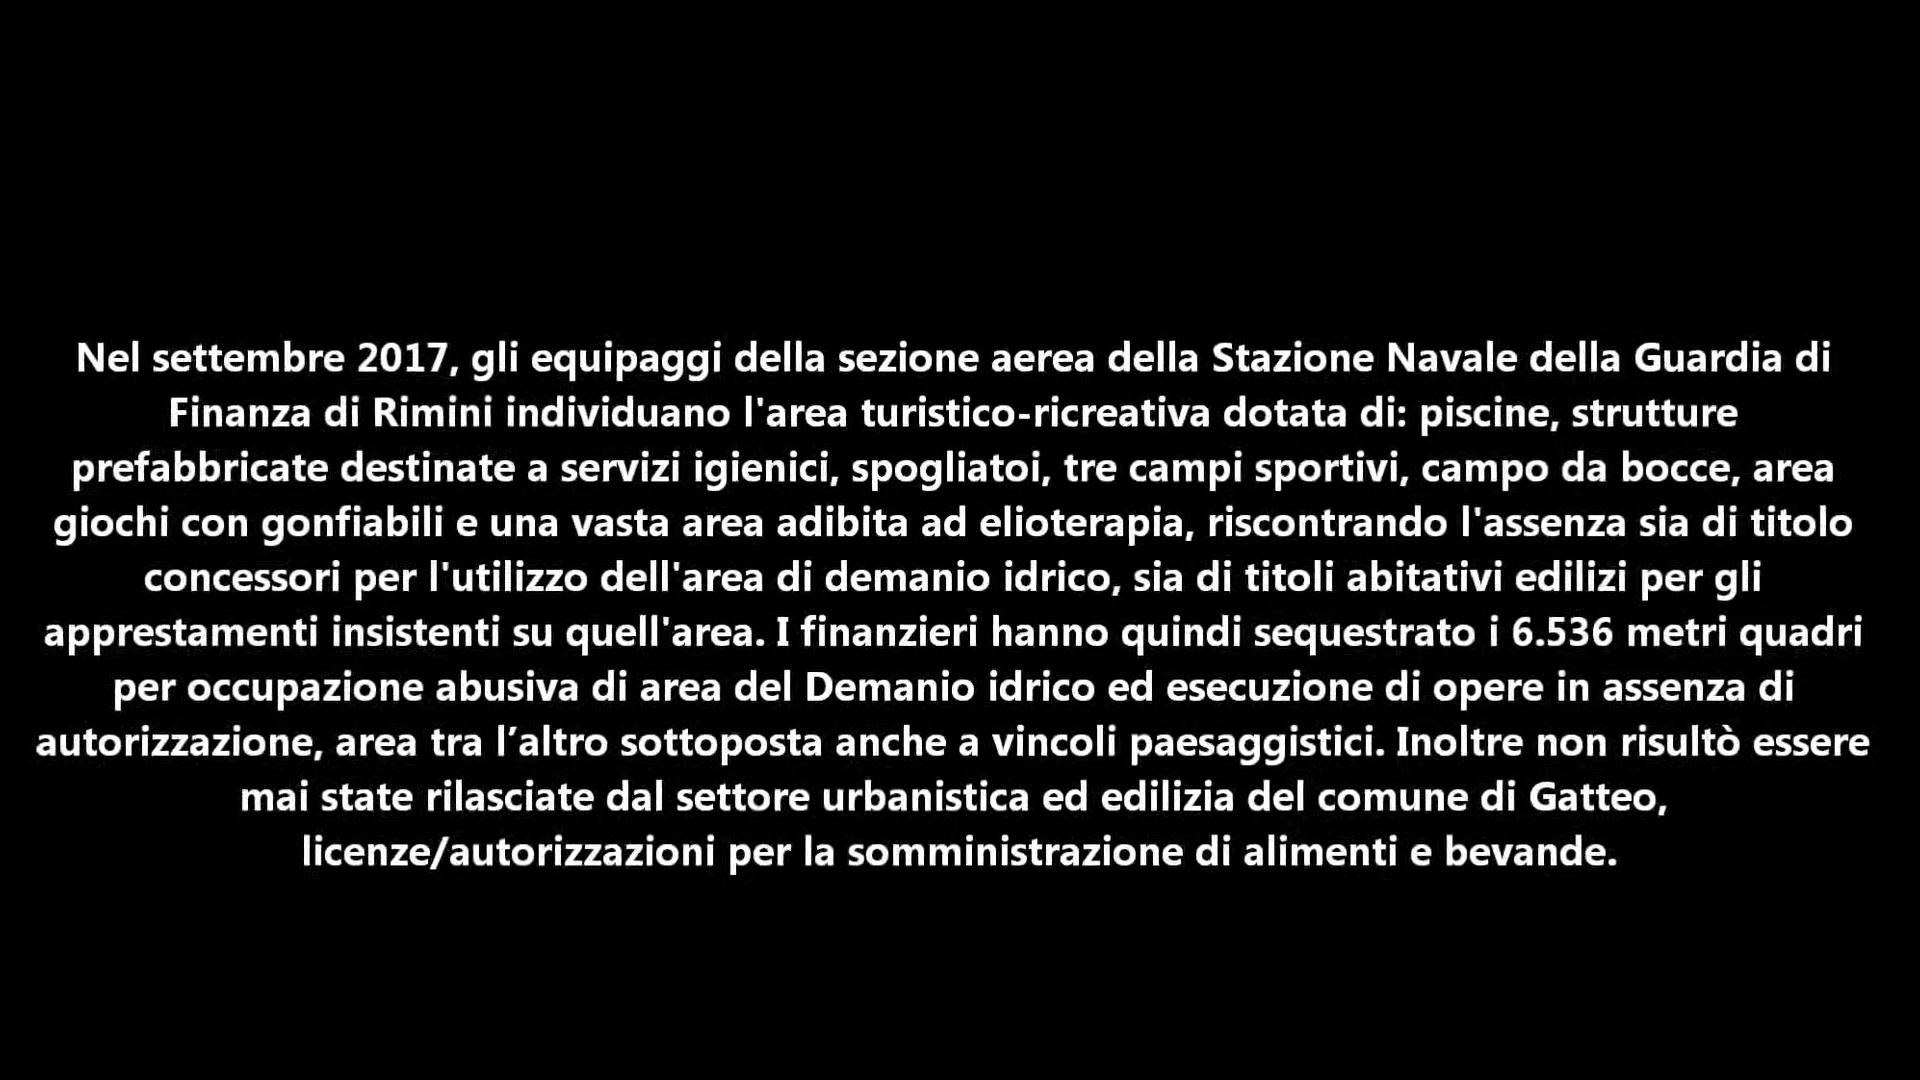 Nel settembre 2017, gli equipaggi della sezione aerea della Stazione Navale della Guardia di
Finanza di Rimini individuano l'area turistico-ricreativa dotata di: piscine, strutture
prefabbricate destinate a servizi igienici, spogliatoi, tre campi sportivi, campo da bocce, area
giochi con gonfiabili e una vasta area adibita ad elioterapia, riscontrando l'assenza sia di titolo
concessori per l'utilizzo dell'area di demanio idrico, sia di titoli abitativi edilizi per gli
apprestamenti insistenti su quell'area. I finanzieri hanno quindi sequestrato i 6.536 metri quadri
per occupazione abusiva di area del Demanio idrico ed esecuzione di opere in assenza di
autorizzazione, area tra l’altro sottoposta anche a vincoli paesaggistici. Inoltre non risultò essere
mai state rilasciate dal settore urbanistica ed edilizia del comune di Gatteo,
licenze/autorizzazioni per la somministrazione di alimenti e bevande.